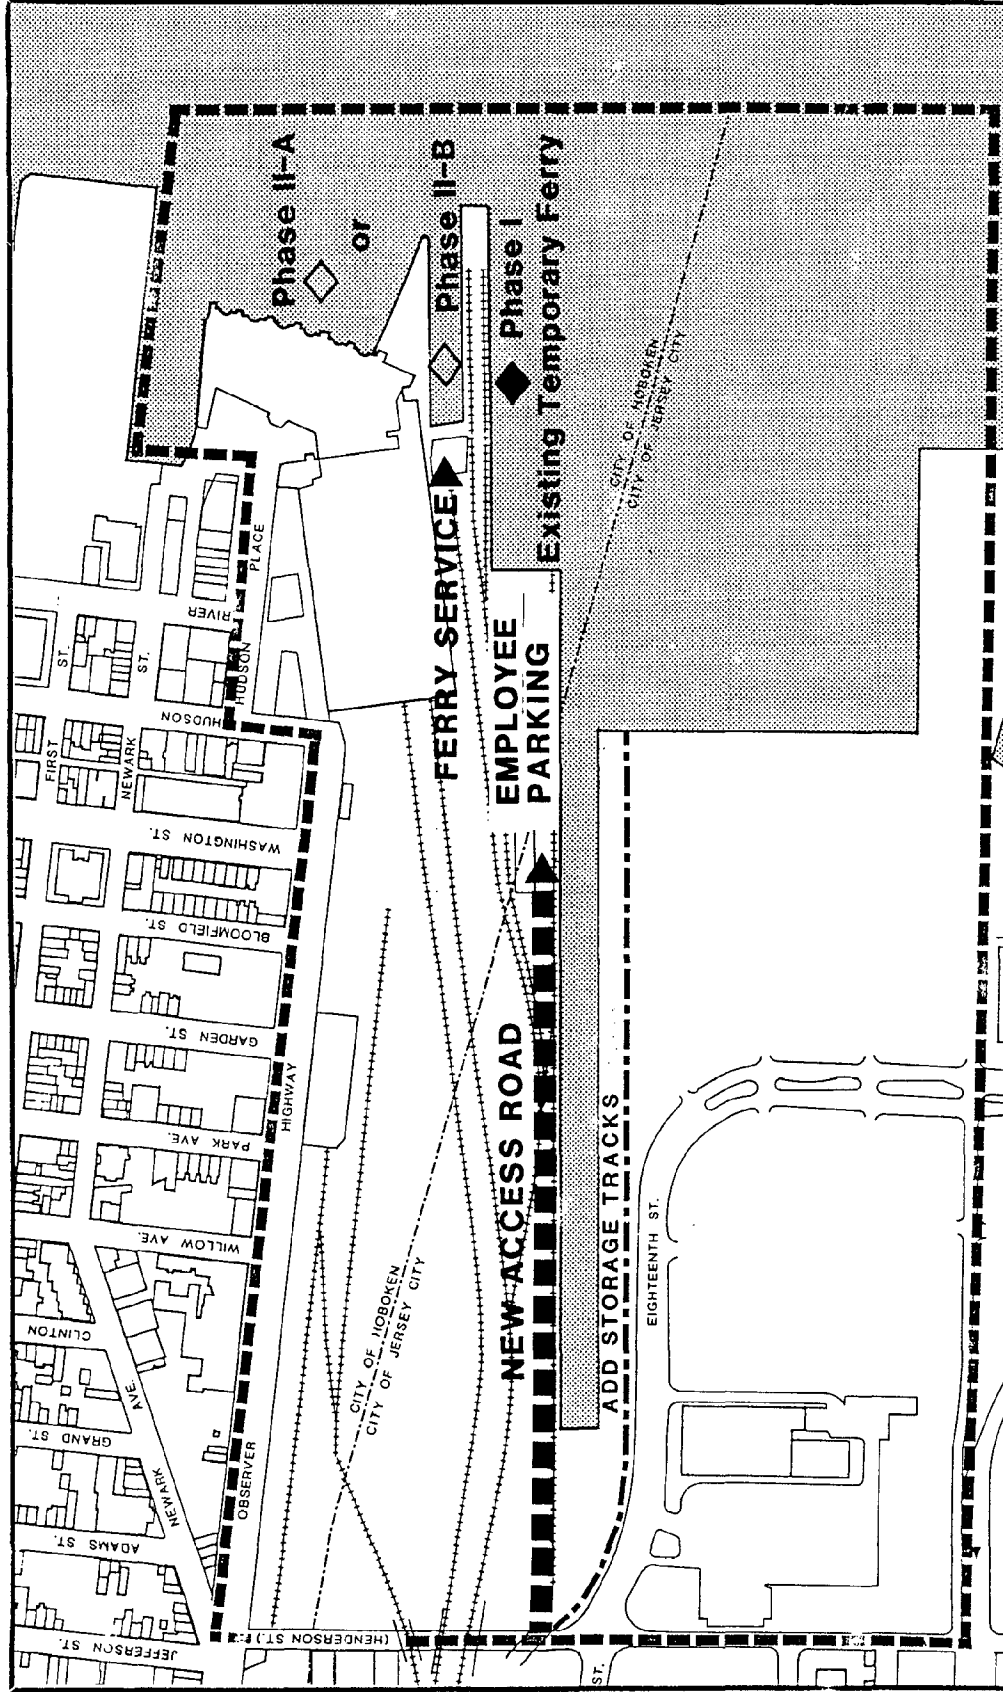 Phase II-A
or
Phase II-B
Phase I
Existing Temporary Ferry
FERRY SERVICE
EMPLOYEE
PARKING
NEW ACCESS ROAD
ADD STORAGE TRACKS
EIGHTEENTH ST.
CITY OF HOBOKEN
CITY OF JERSEY CITY
CITY OF HOBOKEN
CITY OF JERSEY CITY
OBSERVER
HIGHWAY
HUDSON
PLACE
RIVER
ST.
ST.
FIRST
NEWARK
HUDSON
WASHINGTON ST.
BLOOMFIELD ST.
GARDEN ST.
PARK AVE.
WILLOW AVE.
CLINTON
NEWARK
AVE.
GRAND ST.
ADAMS ST.
JEFFERSON ST.
(HENDERSON ST.)
ST.